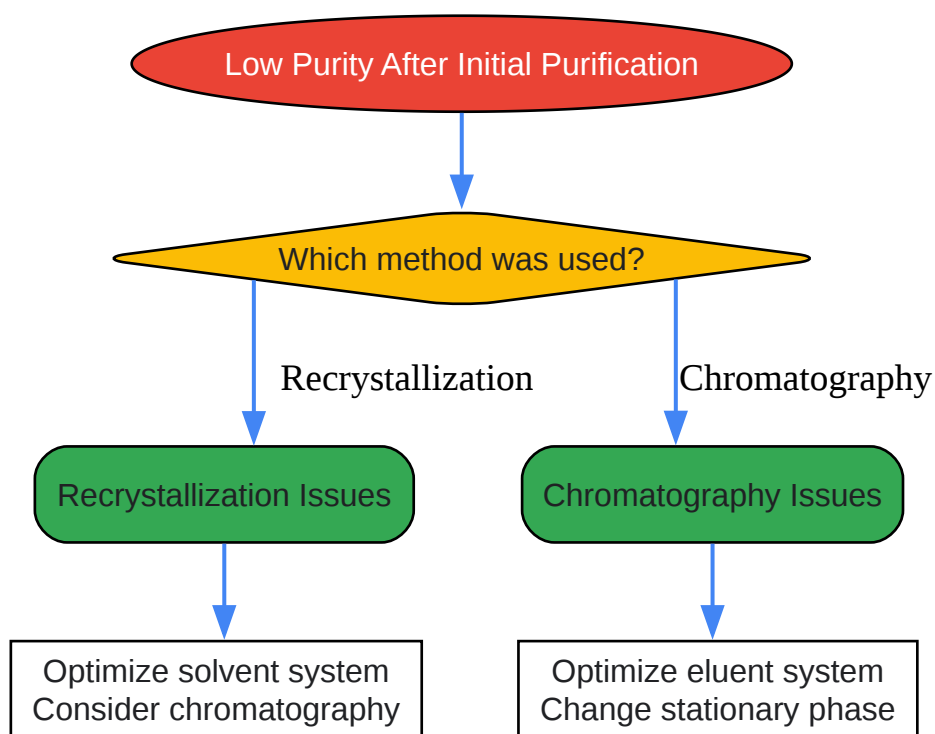 Low Purity After Initial Purification
Which method was used?
Recrystallization
Chromatography
Recrystallization Issues
Chromatography Issues
Optimize solvent system
Consider chromatography
Optimize eluent system
Change stationary phase